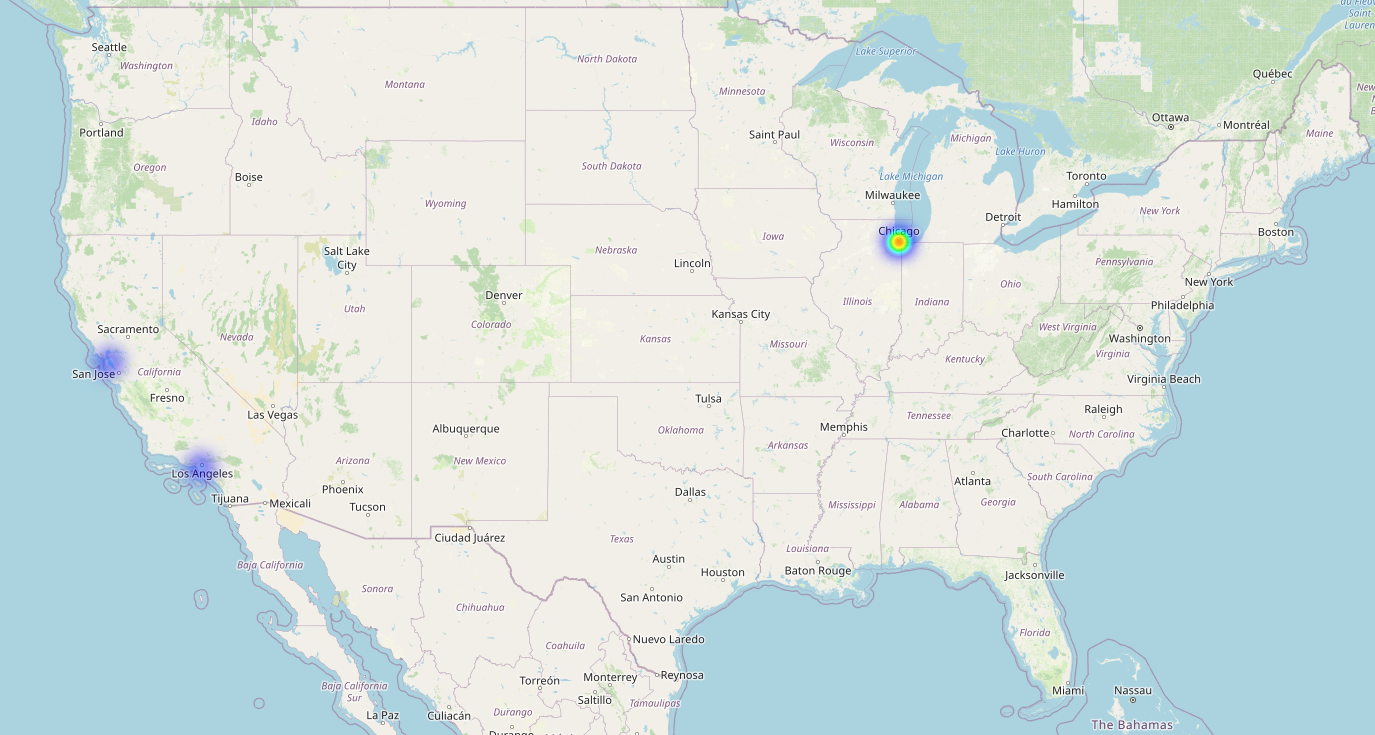 Seattle
Washington
Portland
Oregon
Idaho
Boise
Montana
North Dakota
South Dakota
Wyoming
Minnesota
Saint Paul
Lake Superior
Wisconsin
Michigan
Lake Huron
Lake Michigan
Milwaukee
Chicago
Detroit
Toronto
Hamilton
Ottawa
Montréal
Québec
Saint-
Maine
New York
Boston
Salt Lake
City
Utah
Nevada
Sacramento
San Jose
California
Fresno
Las Vegas
Los Angeles
Tijuana
Mexicali
Denver
Colorado
Nebraska
Lincoln
Iowa
Kansas City
Kansas
Missouri
Illinois
Indiana
Ohio
Pennsylvania
New York
Philadelphia
West Virginia
Washington
Virginia
Virginia Beach
Kentucky
Tennessee
Raleigh
Charlotte
North Carolina
South Carolina
Tulsa
Oklahoma
Arkansas
Memphis
Albuquerque
New Mexico
Arizona
Phoenix
Tucson
Ciudad Juárez
Dallas
Texas
Austin
Houston
San Antonio
Mississippi
Alabama
Atlanta
Georgia
Louisiana
Baton Rouge
Jacksonville
Florida
Miami
Nassau
The Bahamas
Baja California
Sonora
Chihuahua
Coahuila
Nuevo Laredo
Reynosa
Monterrey
Saltillo
Tamaulipas
Torreón
Durango
Culiacán
Baja California
Sur
La Paz